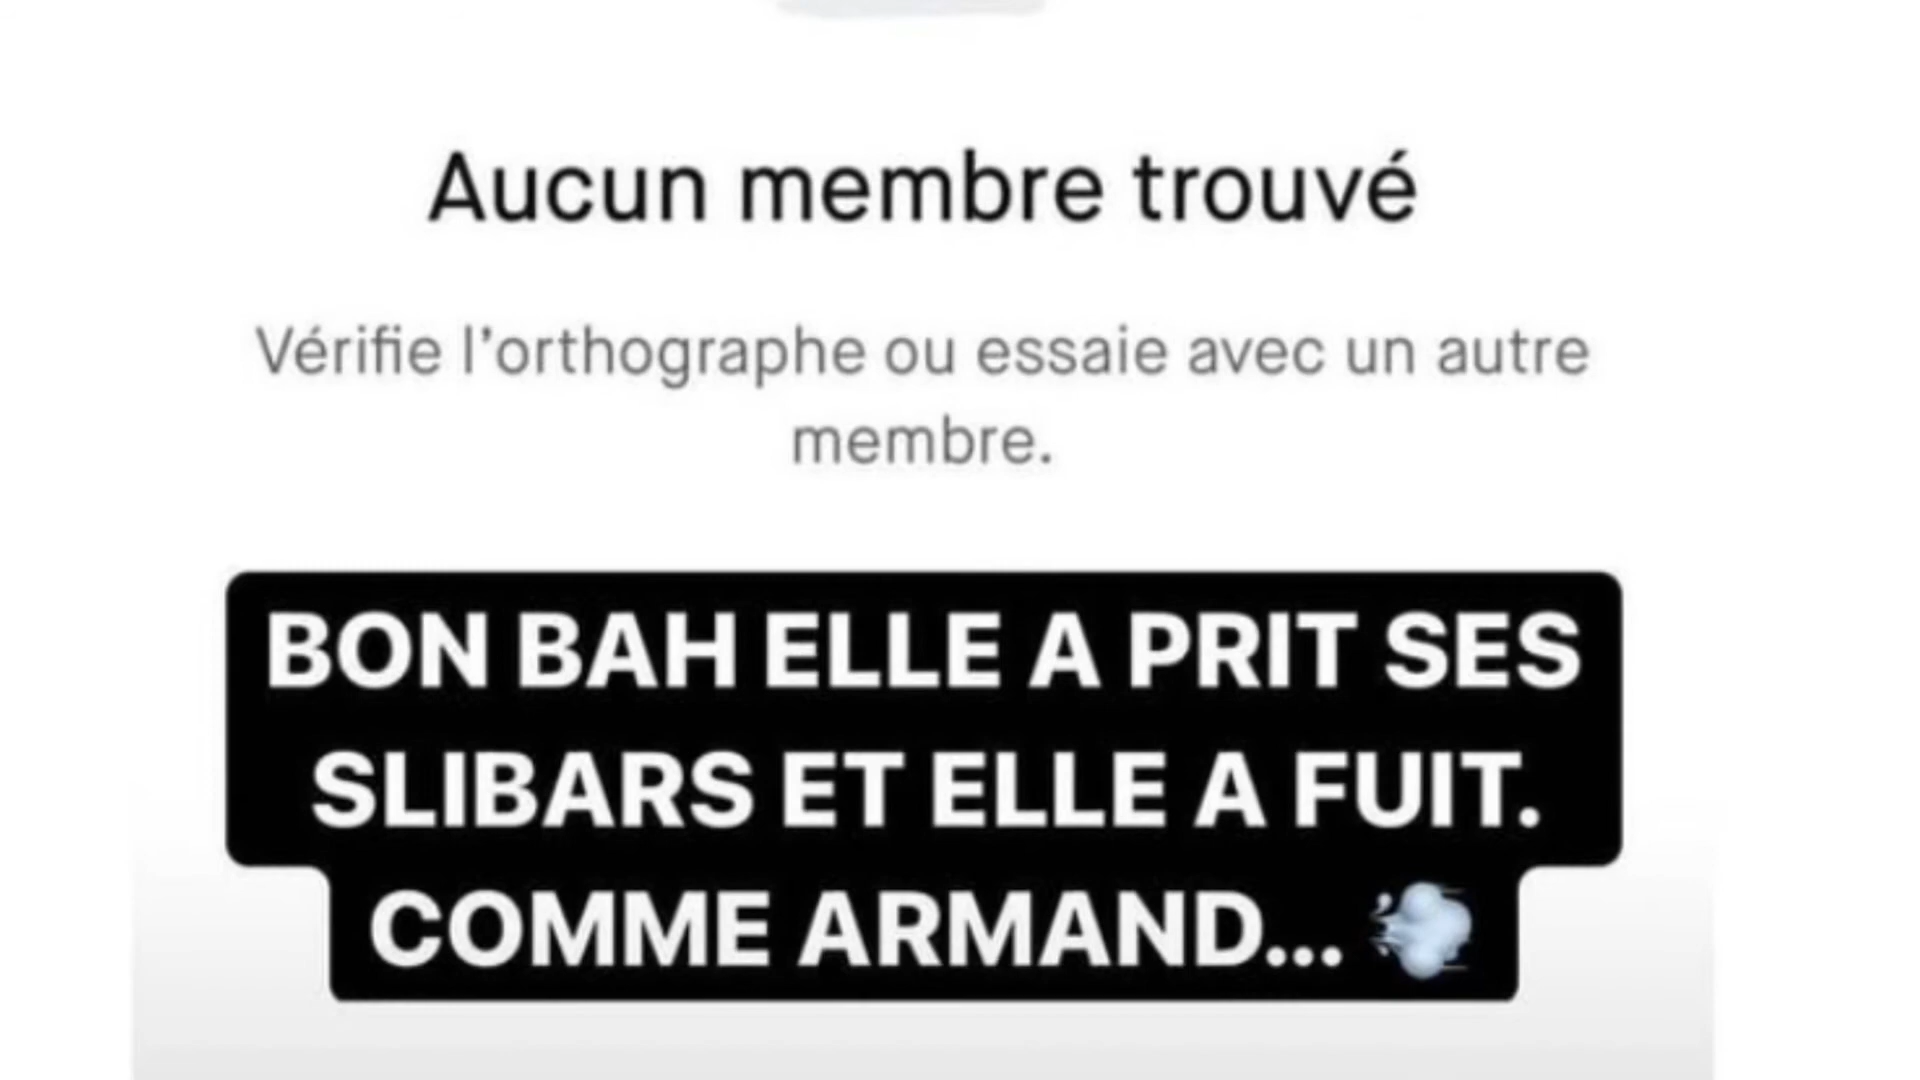 Aucun membre trouvé
Vérifie l’orthographe ou essaie avec un autre
membre.
BON BAH ELLE A PRIT SES
SLIBARS ET ELLE A FUIT.
COMME ARMAND... 💨